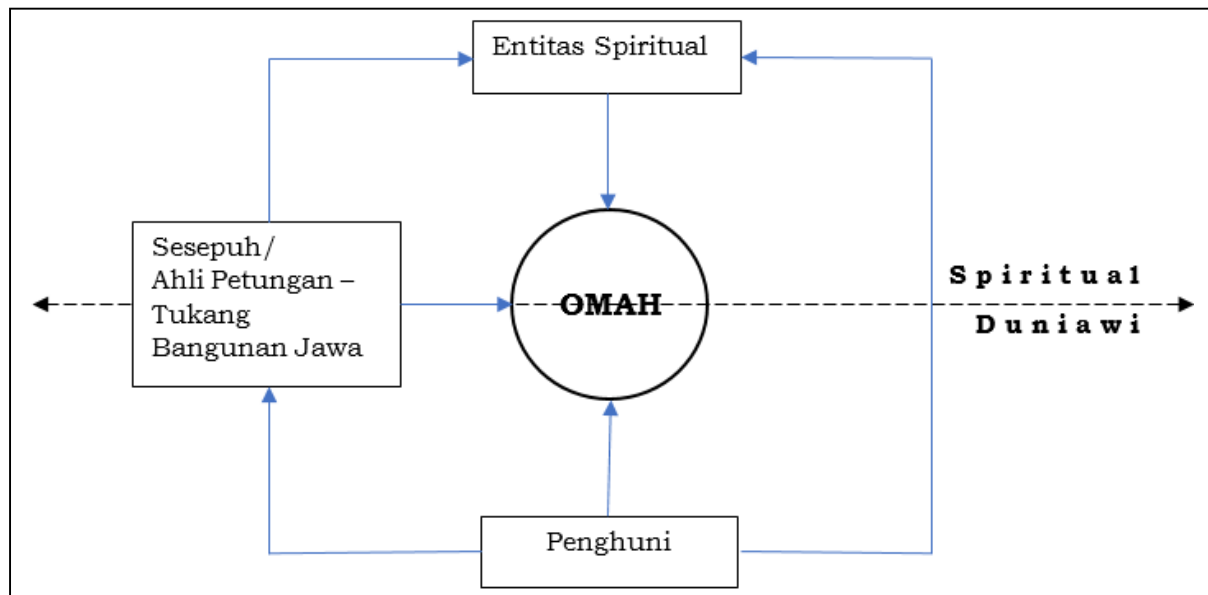 Entitas Spiritual
Sesepuh/
Ahli Petungan –
Tukang
Bangunan Jawa
OMAH
Spiritual
Duniawi
Penghuni